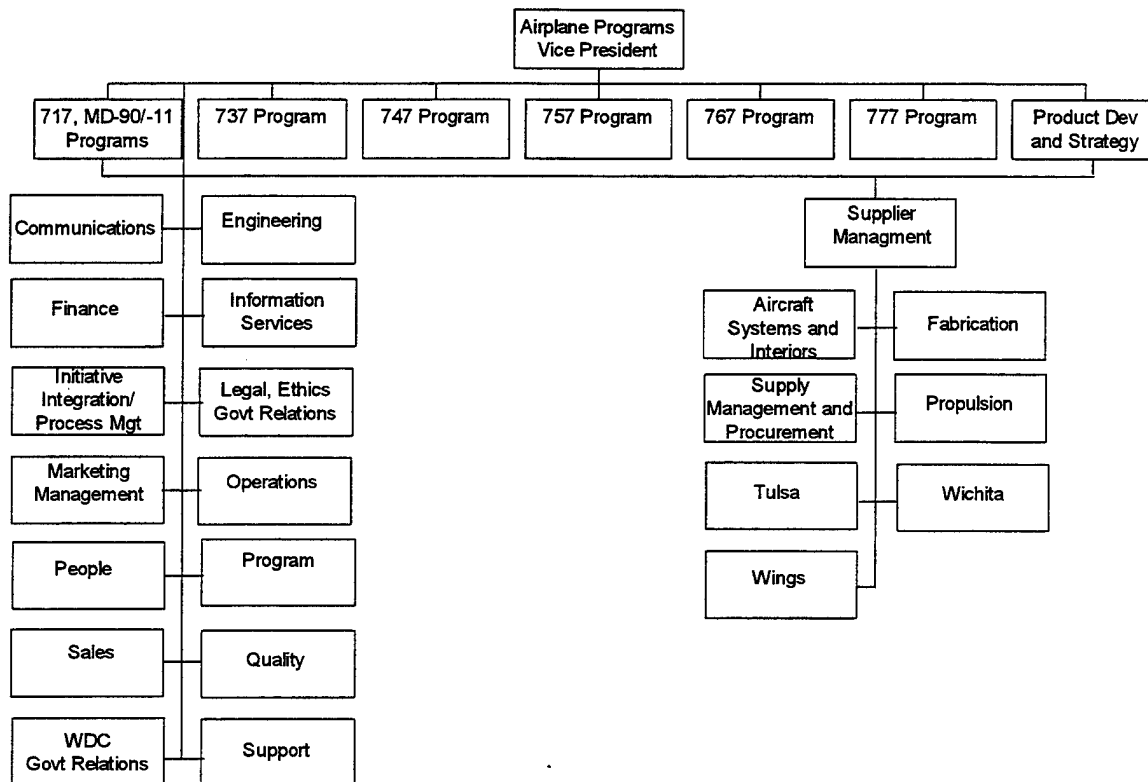 Airplane Programs
Vice President
717, MD-90/-11
Programs
737 Program
747 Program
757 Program
767 Program
777 Program
Product Dev
and Strategy
Communications
Engineering
Supplier
Managment
Finance
Information
Services
Aircraft
Systems and
Interiors
Fabrication
Initiative
Integration/
Process Mgt
Legal, Ethics
Govt Relations
Supply
Management and
Procurement
Propulsion
Marketing
Management
Operations
Tulsa
Wichita
People
Program
Wings
Sales
Quality
WDC
Govt Relations
Support